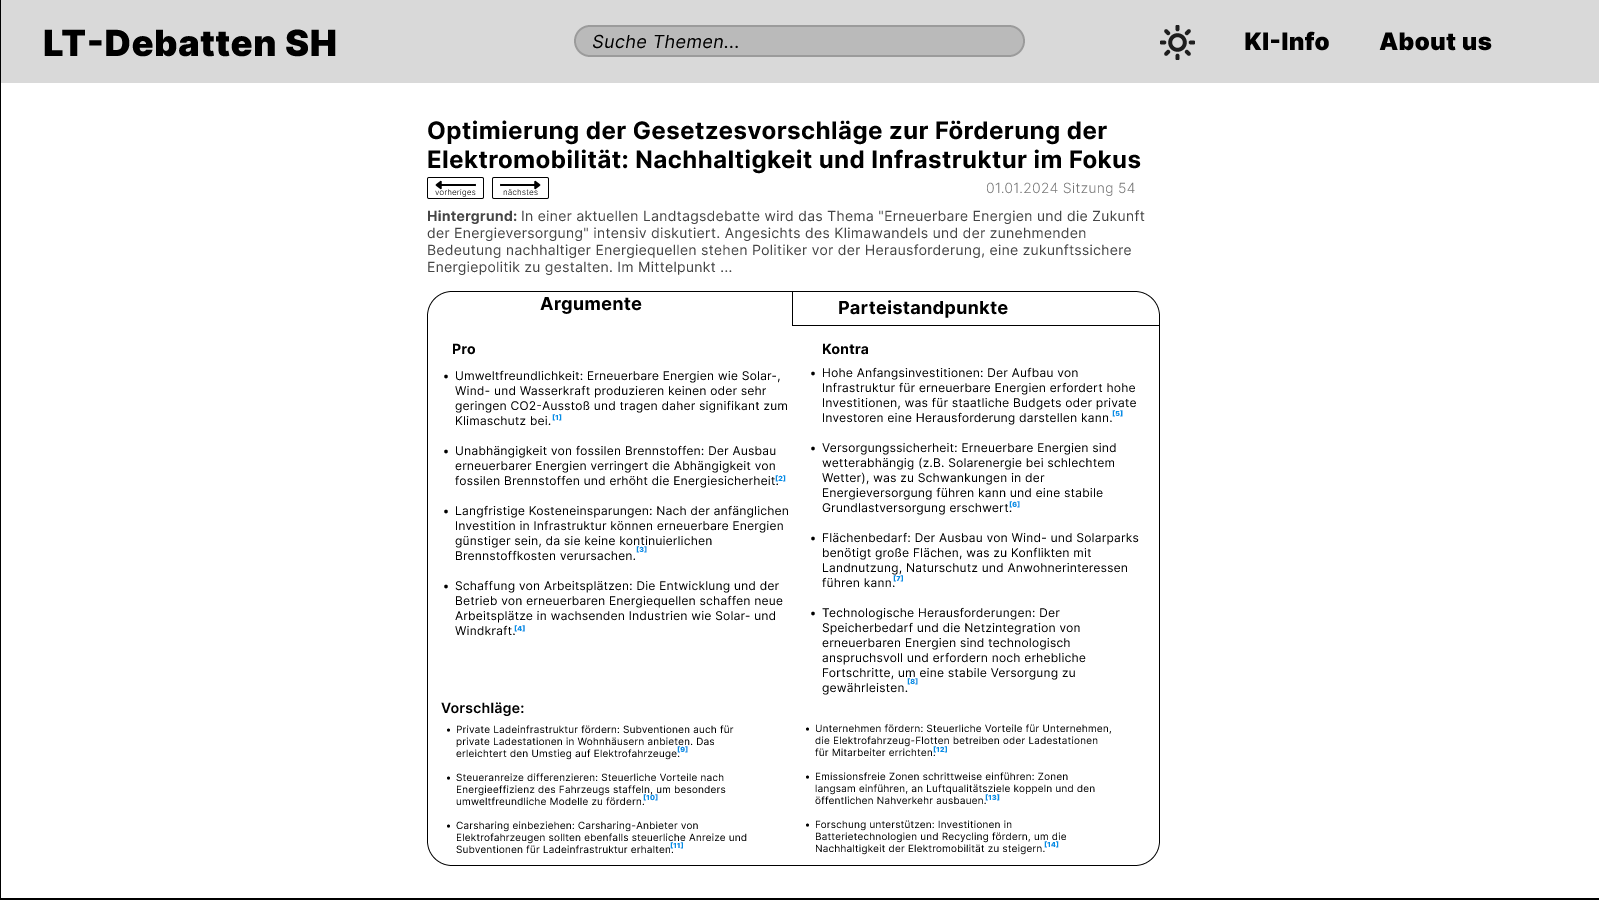 LT-Debatten SH
Suche Themen...
KI-Info
About us
Optimierung der Gesetzesvorschläge zur Förderung der
Elektromobilität: Nachhaltigkeit und Infrastruktur im Fokus
vorheriges
nächstes
01.01.2024 Sitzung 54
Hintergrund: In einer aktuellen Landtagsdebatte wird das Thema "Erneuerbare Energien und die Zukunft
der Energieversorgung" intensiv diskutiert. Angesichts des Klimawandels und der zunehmenden
Bedeutung nachhaltiger Energiequellen stehen Politiker vor der Herausforderung, eine zukunftssichere
Energiepolitik zu gestalten. Im Mittelpunkt ...
Argumente
Parteistandpunkte
Pro
• Umweltfreundlichkeit: Erneuerbare Energien wie Solar-,
Wind- und Wasserkraft produzieren keinen oder sehr
geringen CO2-Ausstoß und tragen daher signifikant zum
Klimaschutz bei.[1]
• Unabhängigkeit von fossilen Brennstoffen: Der Ausbau
erneuerbarer Energien verringert die Abhängigkeit von
fossilen Brennstoffen und erhöht die Energiesicherheit.[2]
• Langfristige Kosteneinsparungen: Nach der anfänglichen
Investition in Infrastruktur können erneuerbare Energien
günstiger sein, da sie keine kontinuierlichen
Brennstoffkosten verursachen.[3]
• Schaffung von Arbeitsplätzen: Die Entwicklung und der
Betrieb von erneuerbaren Energiequellen schaffen neue
Arbeitsplätze in wachsenden Industrien wie Solar- und
Windkraft.[4]
Kontra
• Hohe Anfangsinvestitionen: Der Aufbau von
Infrastruktur für erneuerbare Energien erfordert hohe
Investitionen, was für staatliche Budgets oder private
Investoren eine Herausforderung darstellen kann.[5]
• Versorgungssicherheit: Erneuerbare Energien sind
wetterabhängig (z.B. Solarenergie bei schlechtem
Wetter), was zu Schwankungen in der
Energieversorgung führen kann und eine stabile
Grundlastversorgung erschwert.[6]
• Flächenbedarf: Der Ausbau von Wind- und Solarparks
benötigt große Flächen, was zu Konflikten mit
Landnutzung, Naturschutz und Anwohnerinteressen
führen kann.[7]
• Technologische Herausforderungen: Der
Speicherbedarf und die Netzintegration von
erneuerbaren Energien sind technologisch
anspruchsvoll und erfordern noch erhebliche
Fortschritte, um eine stabile Versorgung zu
gewährleisten.[8]
Vorschläge:
• Private Ladeinfrastruktur fördern: Subventionen auch für
private Ladestationen in Wohnhäusern anbieten. Das
erleichtert den Umstieg auf Elektrofahrzeuge.[9]
• Steueranreize differenzieren: Steuerliche Vorteile nach
Energieeffizienz des Fahrzeugs staffeln, um besonders
umweltfreundliche Modelle zu fördern.[10]
• Carsharing einbeziehen: Carsharing-Anbieter von
Elektrofahrzeugen sollten ebenfalls steuerliche Anreize und
Subventionen für Ladeinfrastruktur erhalten.[11]
• Unternehmen fördern: Steuerliche Vorteile für Unternehmen,
die Elektrofahrzeug-Flotten betreiben oder Ladestationen
für Mitarbeiter errichten.[12]
• Emissionsfreie Zonen schrittweise einführen: Zonen
langsam einführen, an Luftqualitätsziele koppeln und den
öffentlichen Nahverkehr ausbauen.[13]
• Forschung unterstützen: Investitionen in
Batterietechnologien und Recycling fördern, um die
Nachhaltigkeit der Elektromobilität zu steigern.[14]